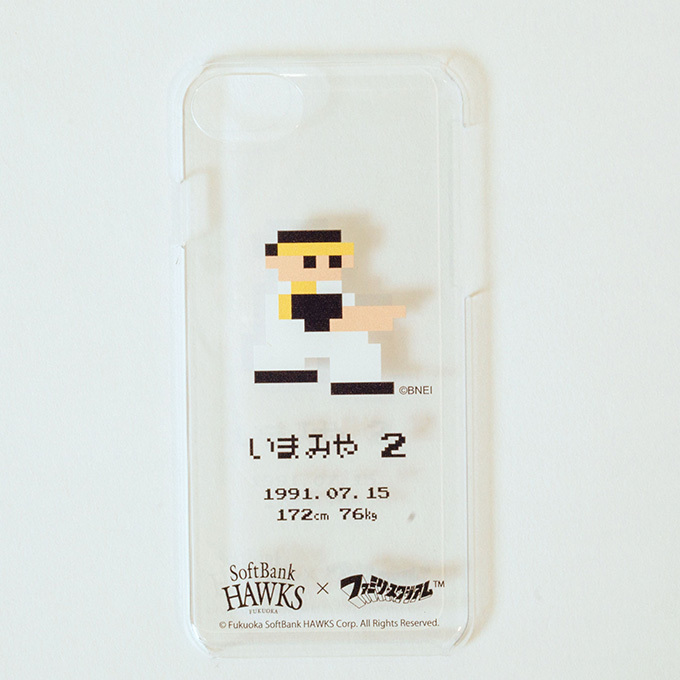 ©BNEI
いまみや 2
1991.07.15
172cm 76kg
SoftBank
HAWKS
FUKUOKA
× ファミリースタジアム™
© Fukuoka SoftBank HAWKS Corp. All Rights Reserved.